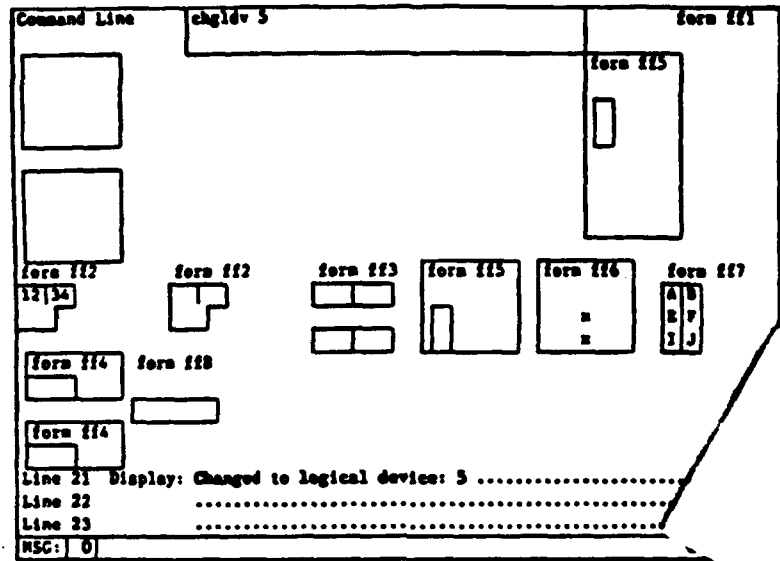 Command Line chgldv 5 form ff1
form ff5
form ff2 form ff2 form ff3 form ff5 form ff6 form ff7
12 34 A B
x E F
x I J
form ff4 form ff8
form ff4
Line 21 Display: Changed to logical device: 5 ....................
Line 22 ..............................................
Line 23 .............................................
MSG: 0